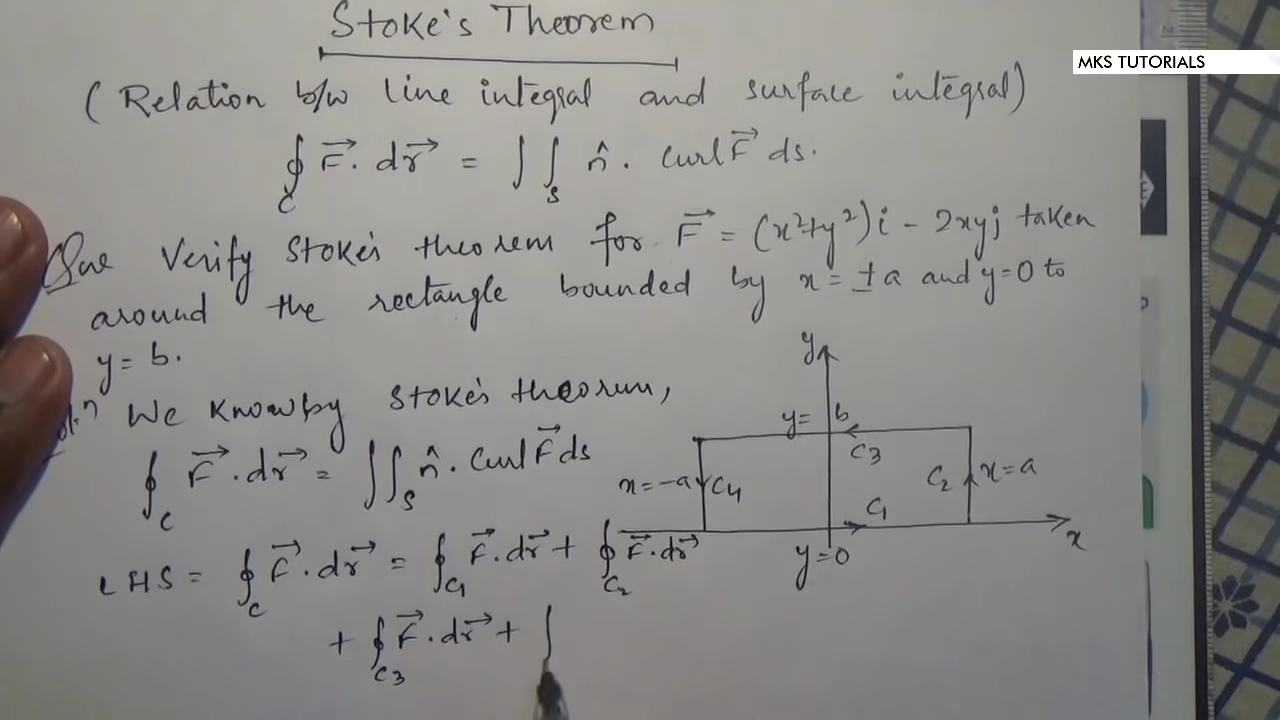 Stoke's Theorem
MKS TUTORIALS
(Relation b/w line integral and surface integral)
∮_C F⃗ . dr⃗ = ∫∫_S n̂ . Curl F⃗ ds.
Que Verify Stoke's theorem for F⃗ = (x²+y²)i - 2xyj taken
around the rectangle bounded by x = ±a and y=0 to
y = b.
Sol.ⁿ We know by Stoke's theorem,
∮_C F⃗ . dr⃗ = ∫∫_S n̂ . Curl F⃗ ds
LHS = ∮_C F⃗ . dr⃗ = ∮_C1 F⃗ . dr⃗ + ∮_C2 F⃗ . dr⃗
+ ∮_C3 F⃗ . dr⃗ + ∫
y
y= b
C3
x=-a C4
C2 x=a
C1
x
y=0